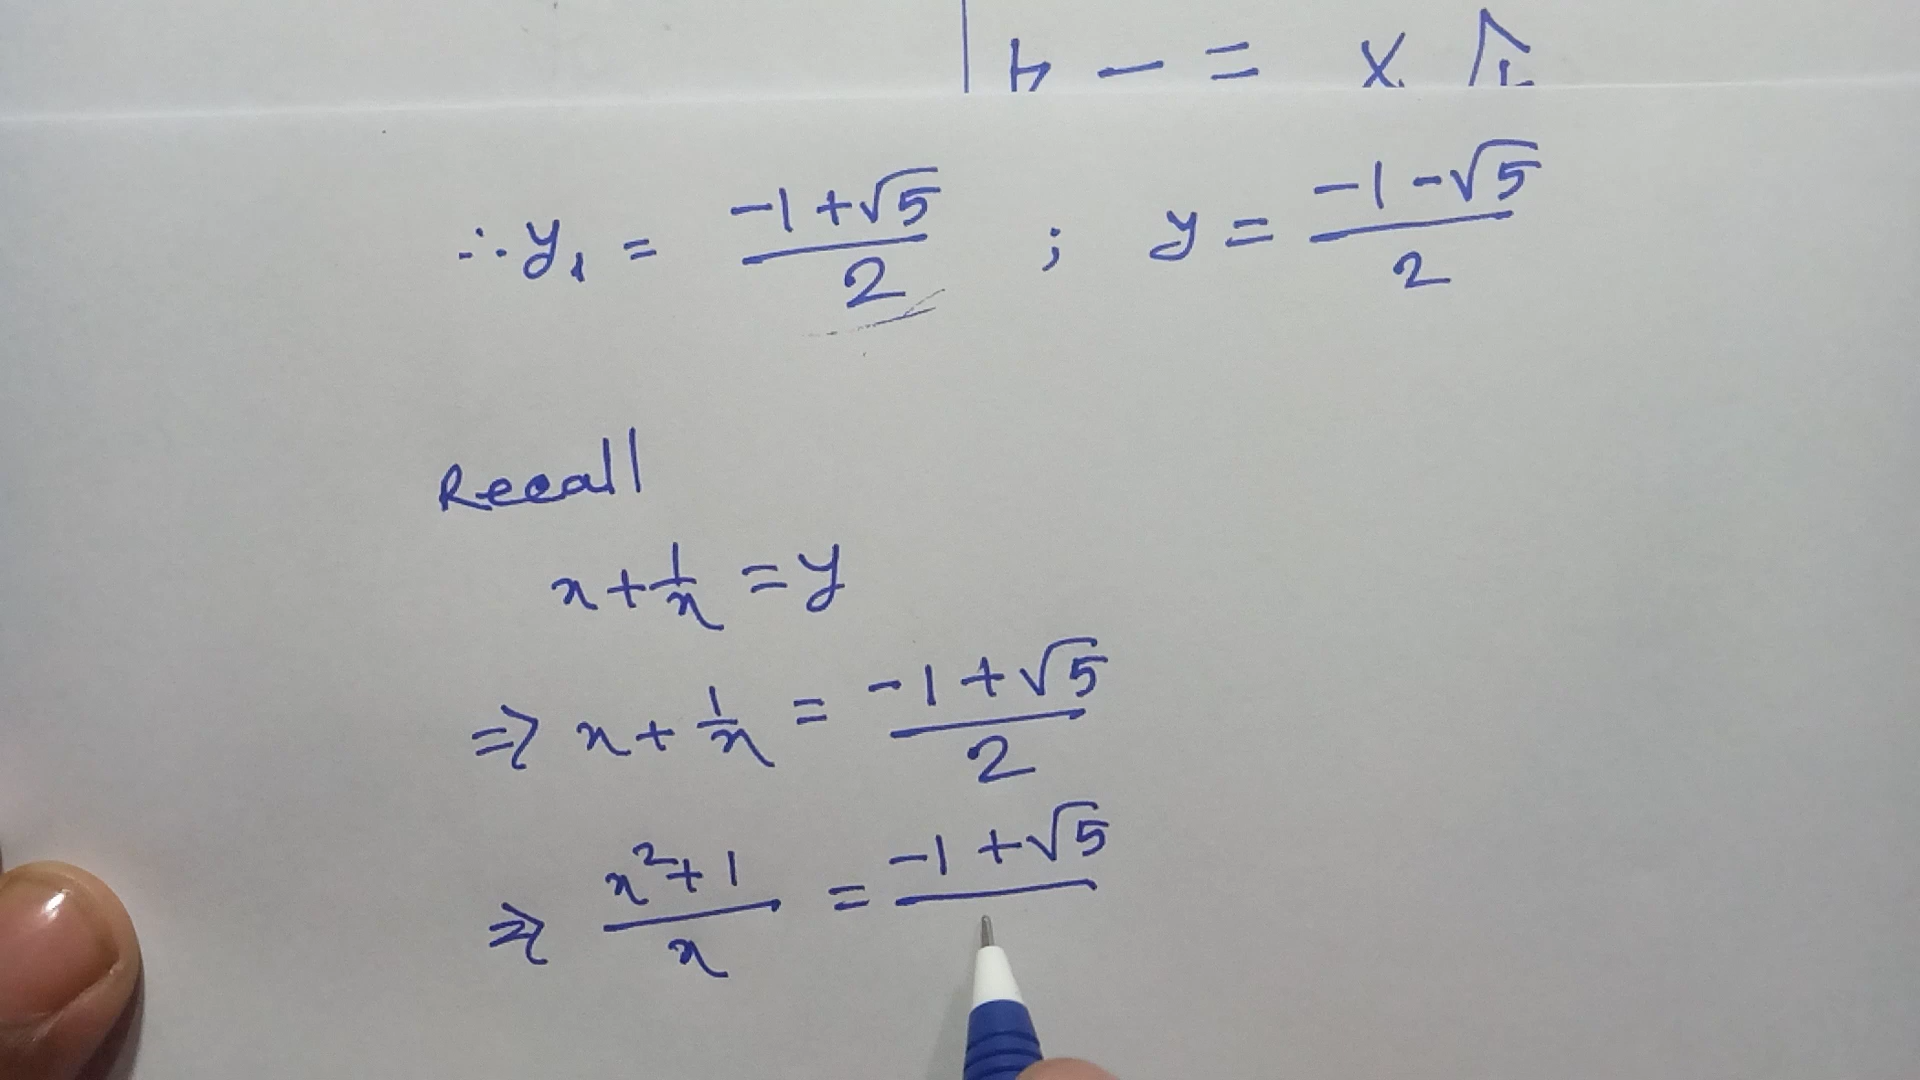 ∴ y₁ = (-1+√5)/2 ; y = (-1-√5)/2
Recall
x + 1/x = y
⇒ x + 1/x = (-1+√5)/2
⇒ (x²+1)/x = (-1+√5)/